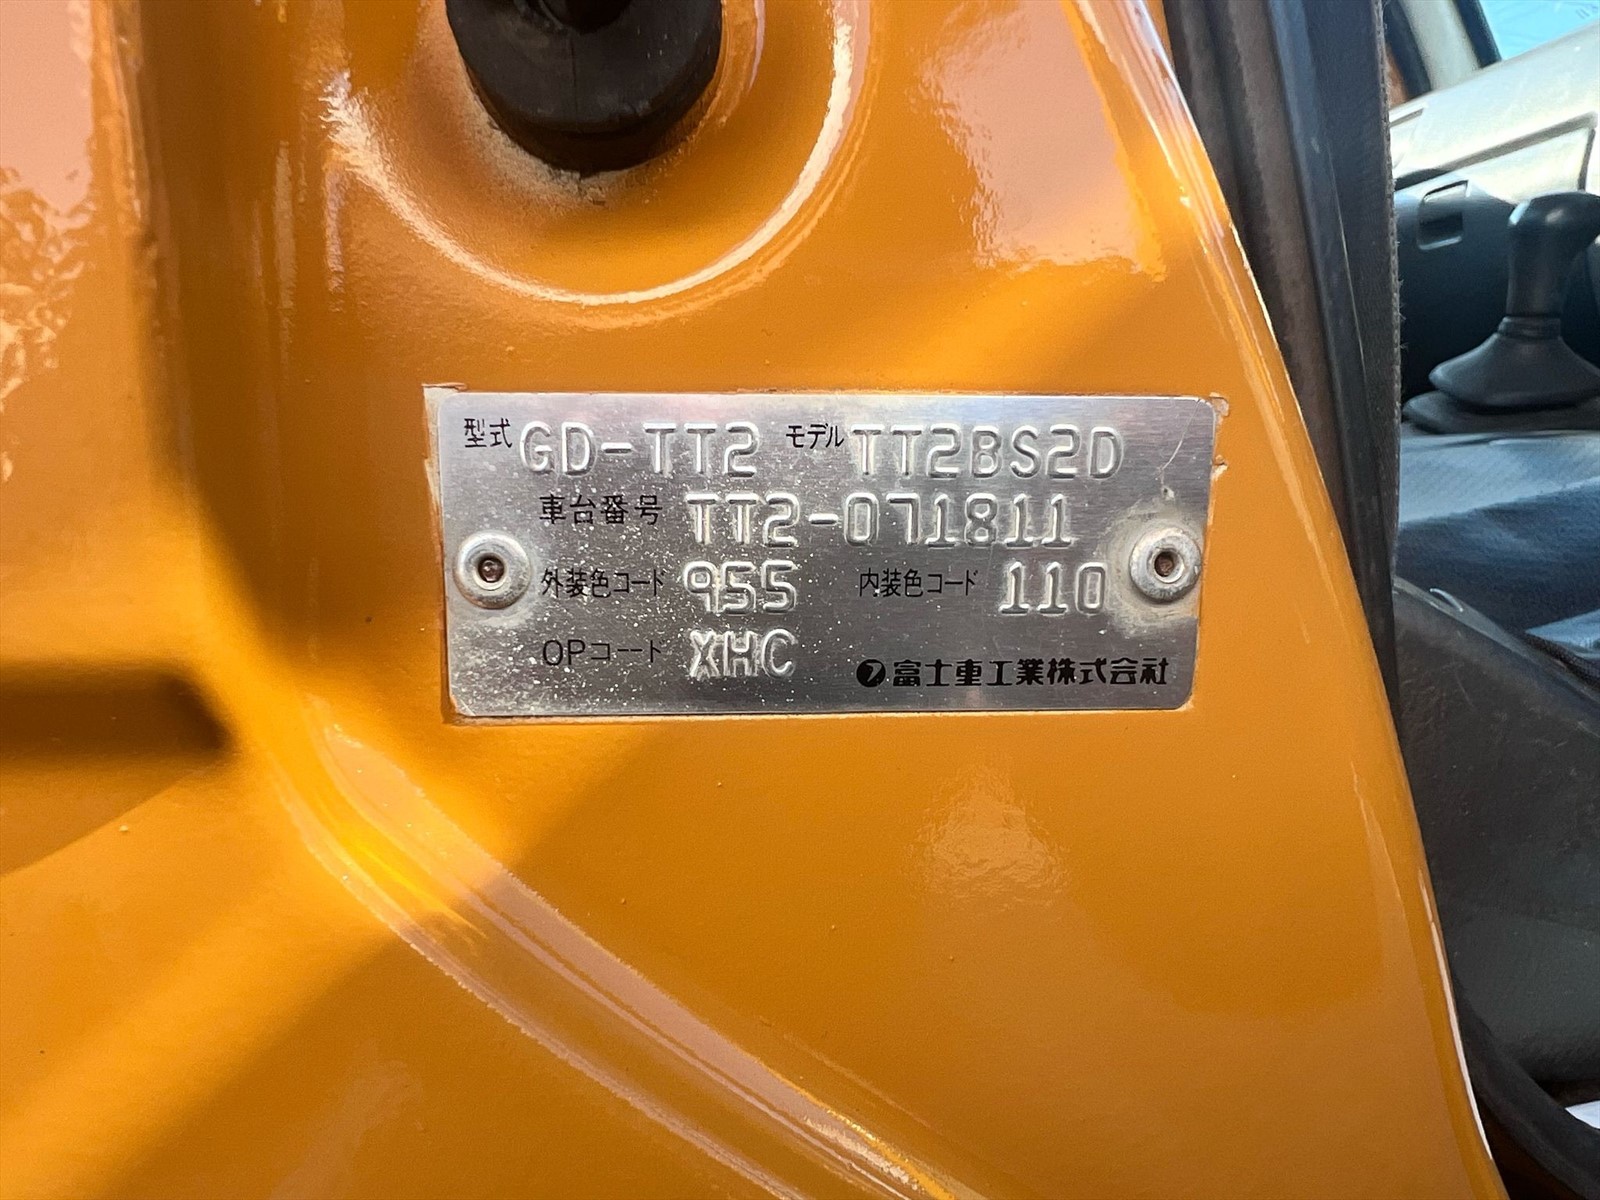 型式 GD-TT2 モデル TT2BS2D
車台番号 TT2-071811
外装色コード 955 内装色コード 110
OPコード XHC
富士重工業株式会社